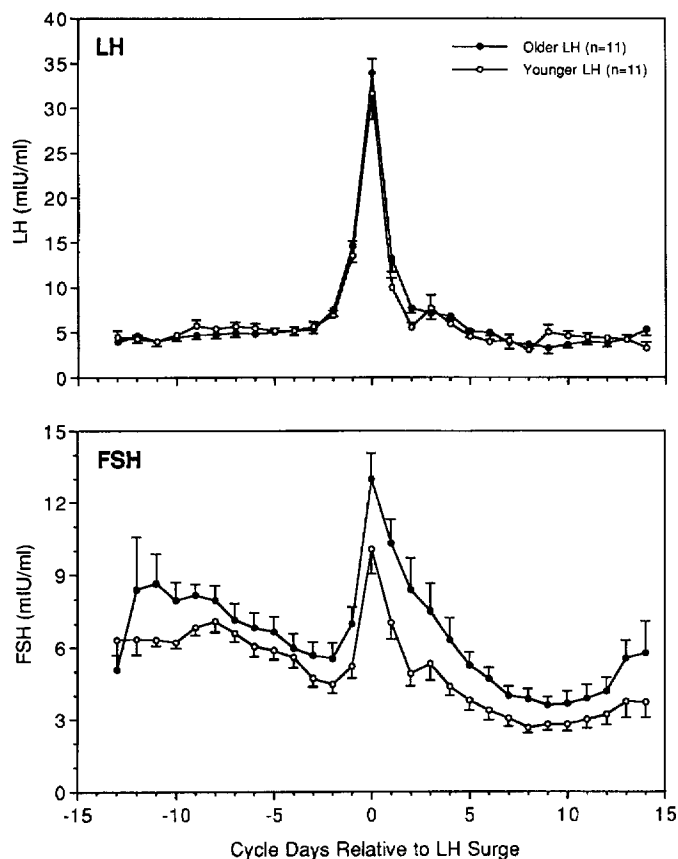 LH
Older LH (n=11)
Younger LH (n=11)
LH (mIU/ml)
40
35
30
25
20
15
10
5
0
FSH
FSH (mIU/ml)
15
12
9
6
3
0
-15 -10 -5 0 5 10 15
Cycle Days Relative to LH Surge